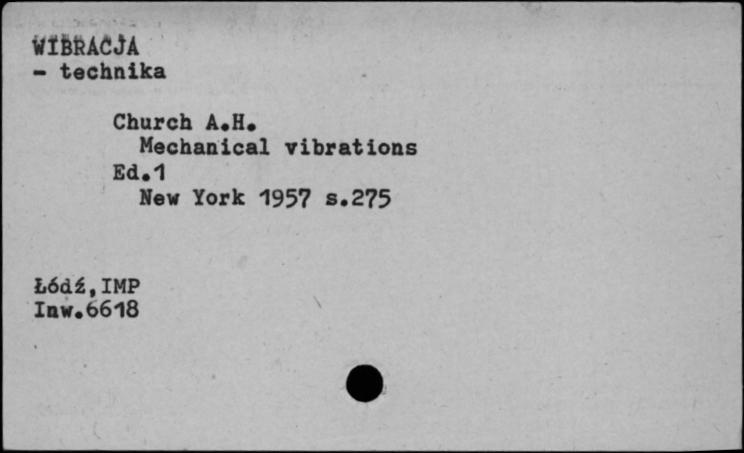 WIBRACJA
- technika
Church A.H.
Mechanical vibrations
Ed.1
New York 1957 s.275
Łódź,IMP
Inw.6618